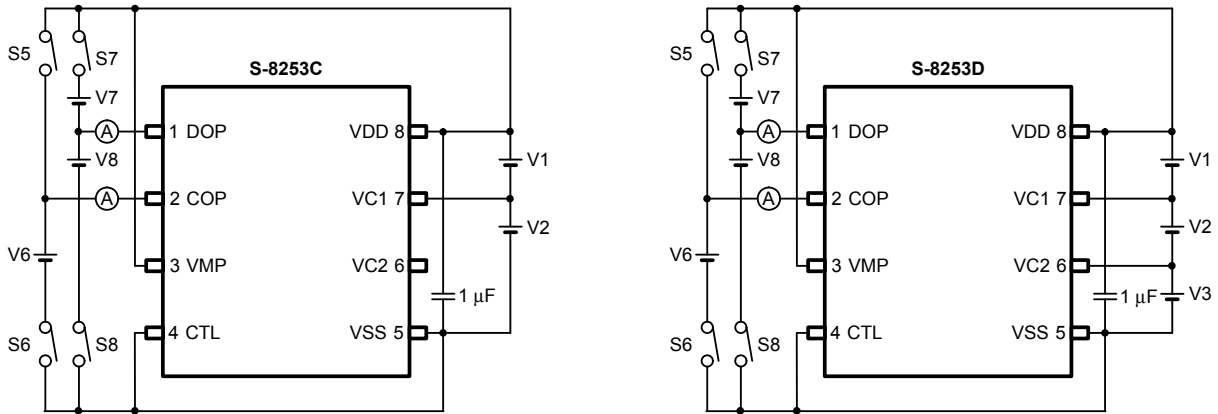 S-8253C
S5
S7
V7
A
1 DOP
VDD 8
V1
V8
A
2 COP
VC1 7
V2
V6
3 VMP
VC2 6
1 μF
S6
S8
4 CTL
VSS 5
S-8253D
S5
S7
V7
A
1 DOP
VDD 8
V1
V8
A
2 COP
VC1 7
V2
V6
3 VMP
VC2 6
1 μF
V3
S6
S8
4 CTL
VSS 5